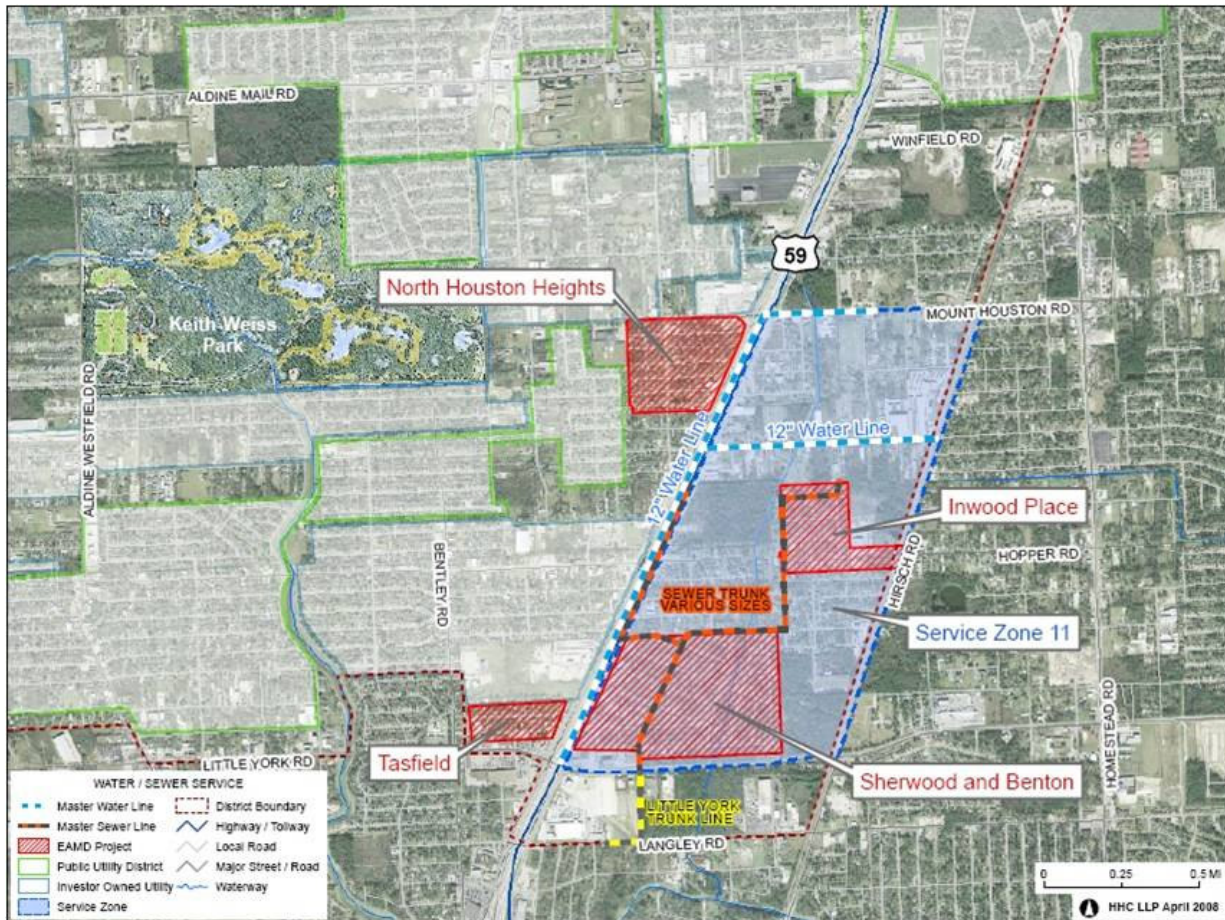 ALDINE MAIL RD
WINFIELD RD
59
North Houston Heights
MOUNT HOUSTON RD
Keith-Weiss
Park
12" Water Line
12" Water Line
ALDINE WESTFIELD RD
Inwood Place
BENTLEY RD
HOPPER RD
HIRSCH RD
SEWER TRUNK
VARIOUS SIZES
Service Zone 11
HOMESTEAD RD
Tasfield
LITTLE YORK RD
Sherwood and Benton
LITTLE YORK
TRUNK LINE
LANGLEY RD
WATER / SEWER SERVICE
Master Water Line
District Boundary
Master Sewer Line
Highway / Tollway
EAMD Project
Local Road
Public Utility District
Major Street / Road
Investor Owned Utility
Waterway
Service Zone
0 0.25 0.5 MI
HHC LLP April 2008